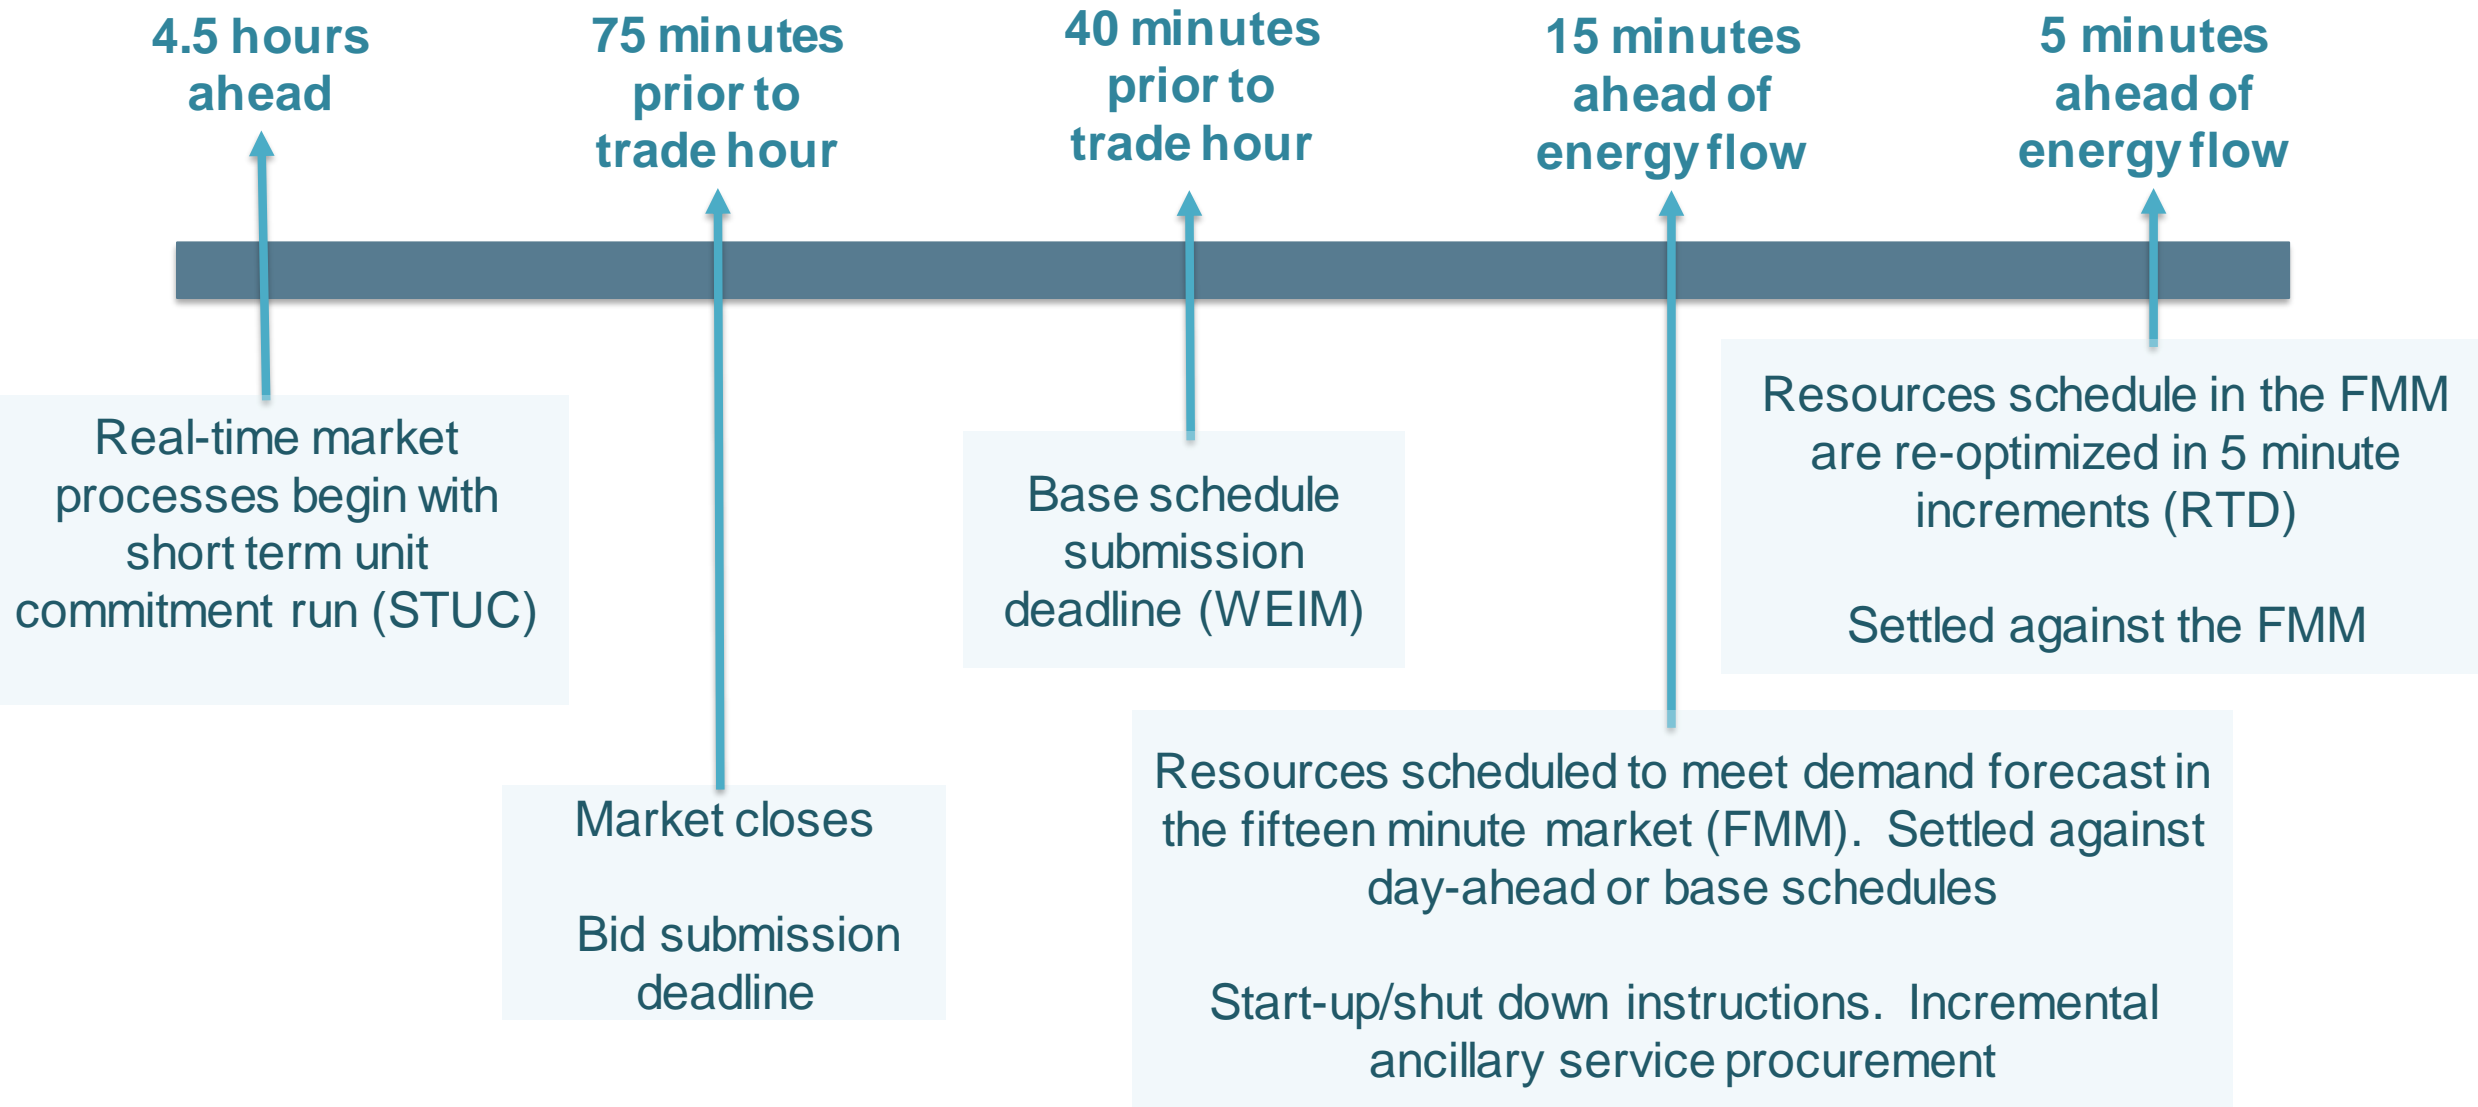 4.5 hours
ahead
75 minutes
prior to
trade hour
40 minutes
prior to
trade hour
15 minutes
ahead of
energy flow
5 minutes
ahead of
energy flow
Real-time market
processes begin with
short term unit
commitment run (STUC)
Market closes
Bid submission
deadline
Base schedule
submission
deadline (WEIM)
Resources scheduled to meet demand forecast in
the fifteen minute market (FMM). Settled against
day-ahead or base schedules
Start-up/shut down instructions. Incremental
ancillary service procurement
Resources schedule in the FMM
are re-optimized in 5 minute
increments (RTD)
Settled against the FMM